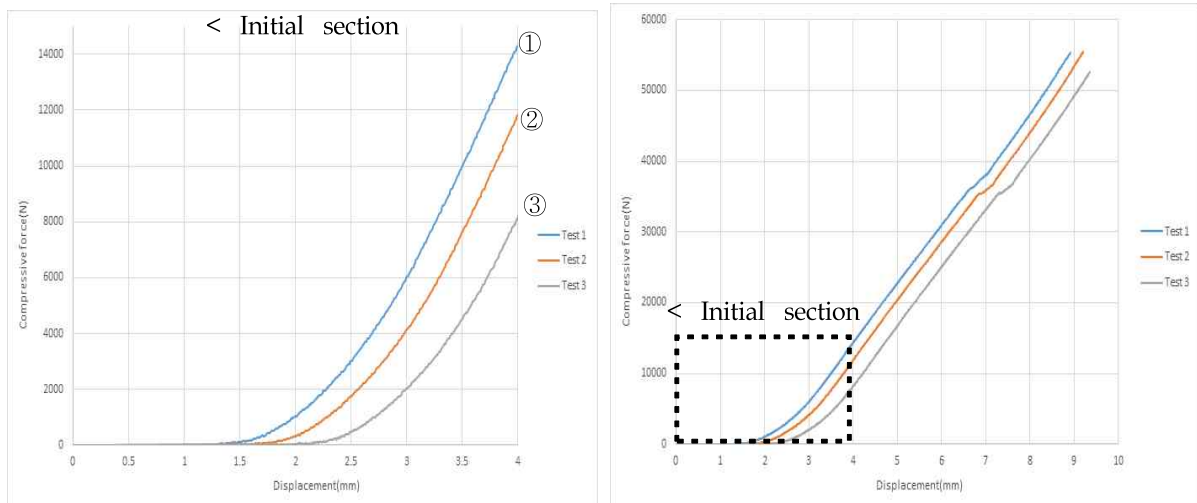 < Initial section
①
②
③
14000
12000
10000
8000
6000
4000
2000
0
Compressive force(N)
0 0.5 1 1.5 2 2.5 3 3.5 4
Displacement(mm)
Test 1
Test 2
Test 3
60000
50000
40000
30000
20000
10000
0
Compressive force(N)
< Initial section
0 1 2 3 4 5 6 7 8 9 10
Displacement(mm)
Test 1
Test 2
Test 3